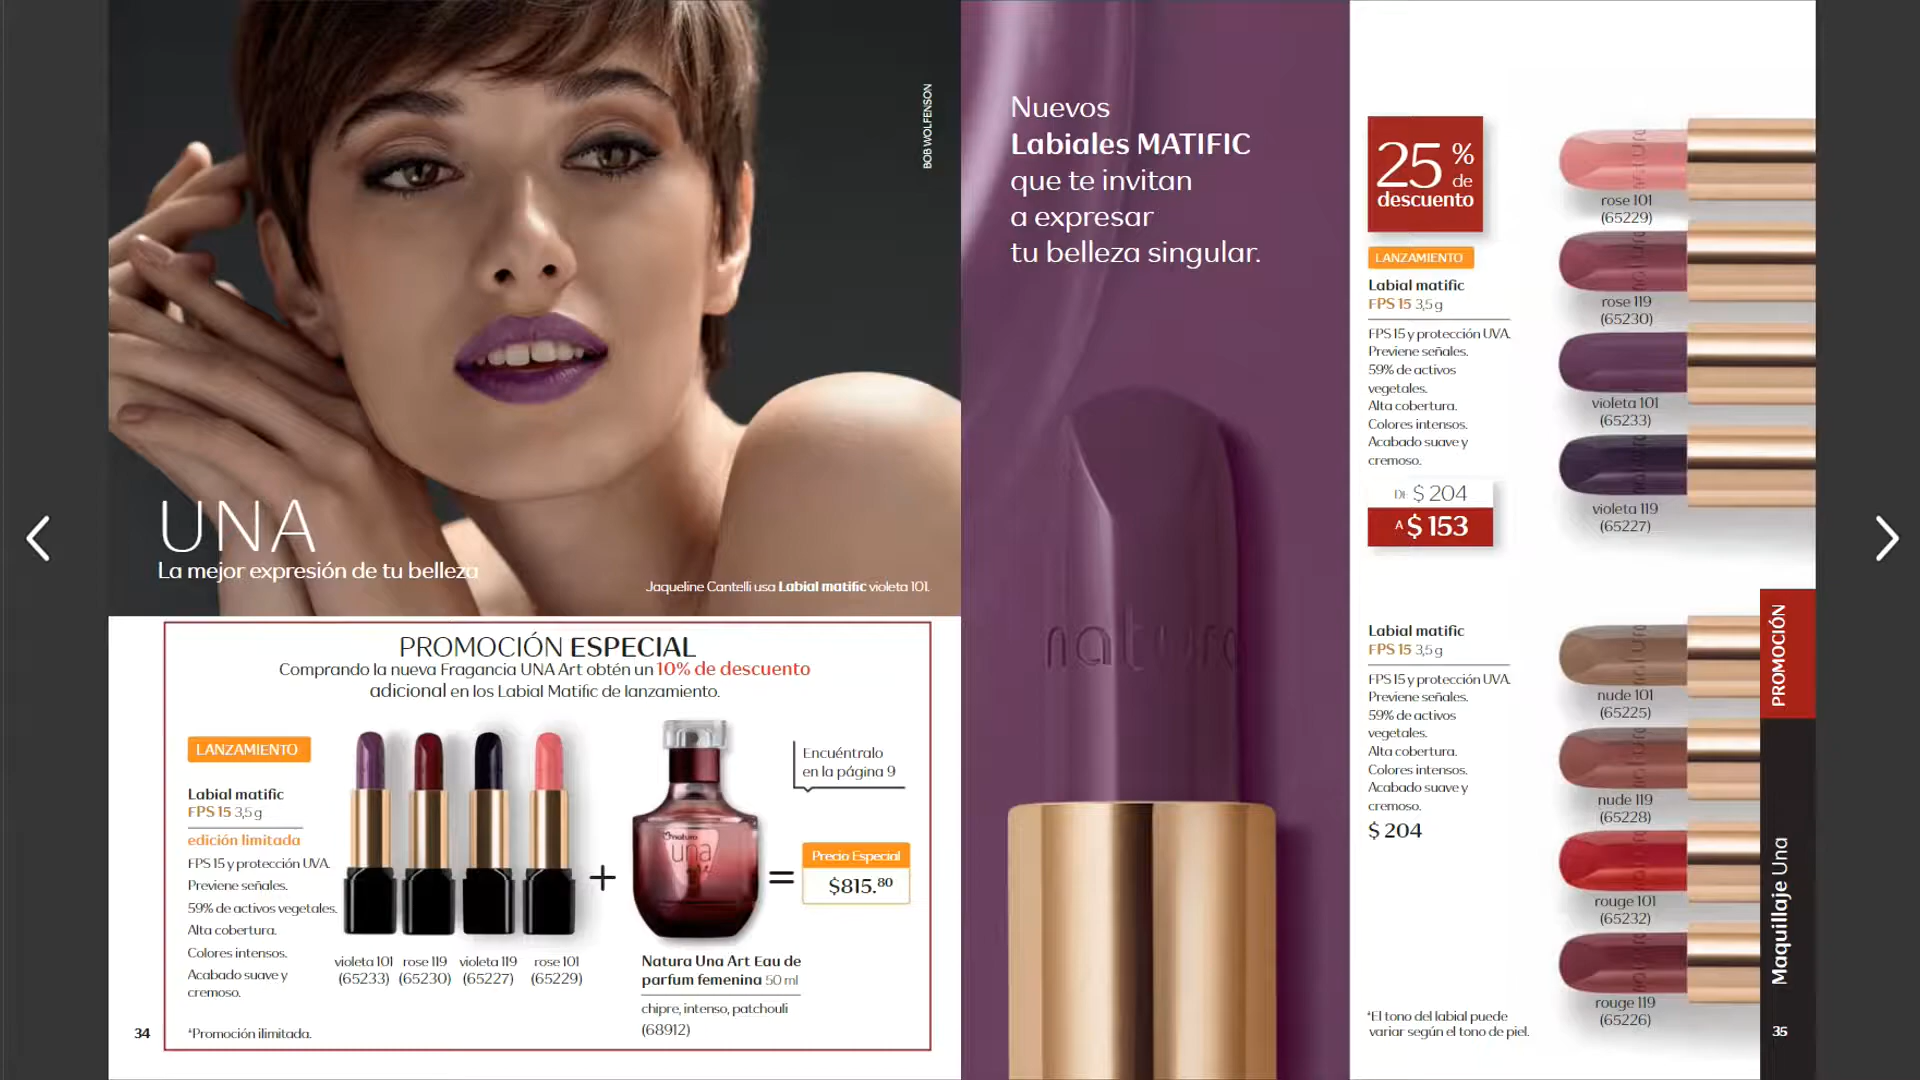 BOB WOLFENSON
UNA
La mejor expresión de tu belleza
Jaqueline Cantelli usa Labial matific violeta 101.
PROMOCIÓN ESPECIAL
Comprando la nueva Fragancia UNA Art obtén un 10% de descuento
adicional en los Labial Matific de lanzamiento.
LANZAMIENTO
Labial matific
FPS 15 3,5 g
edición limitada
FPS 15 y protección UVA.
Previene señales.
59% de activos vegetales.
Alta cobertura.
Colores intensos.
Acabado suave y
cremoso.
*Promoción ilimitada.
34
violeta 101
(65233)
rose 119
(65230)
violeta 119
(65227)
rose 101
(65229)
+
natura
una
=
Encuéntralo
en la página 9
Precio Especial
$815.80
Natura Una Art Eau de
parfum femenina 50 ml
chipre, intenso, patchouli
(68912)
Nuevos
Labiales MATIFIC
que te invitan
a expresar
tu belleza singular.
natura
25 % de
descuento
LANZAMIENTO
Labial matific
FPS 15 3,5 g
FPS 15 y protección UVA.
Previene señales.
59% de activos
vegetales.
Alta cobertura.
Colores intensos.
Acabado suave y
cremoso.
DE $ 204
A $ 153
rose 101
(65229)
rose 119
(65230)
violeta 101
(65233)
violeta 119
(65227)
Labial matific
FPS 15 3,5 g
FPS 15 y protección UVA.
Previene señales.
59% de activos
vegetales.
Alta cobertura.
Colores intensos.
Acabado suave y
cremoso.
$ 204
nude 101
(65225)
nude 119
(65228)
rouge 101
(65232)
rouge 119
(65226)
*El tono del labial puede
variar según el tono de piel.
PROMOCIÓN
Maquillaje Una
35